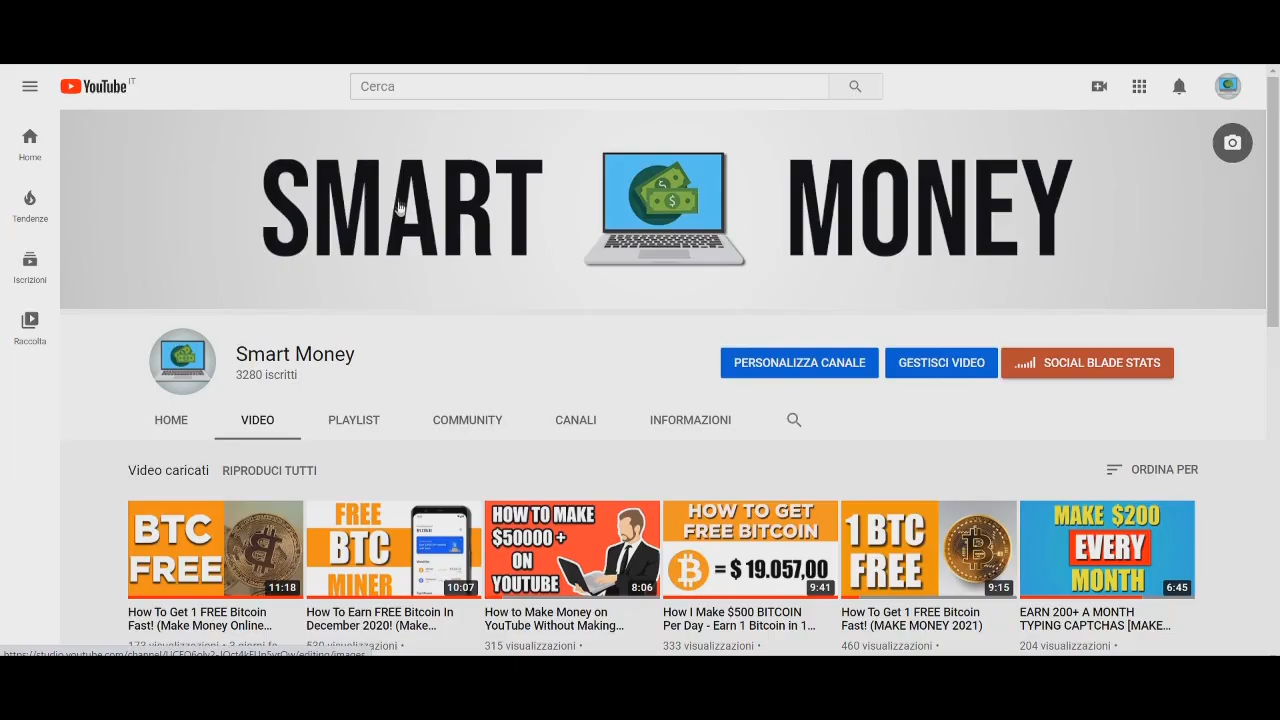 YouTube IT
Cerca
Home
Tendenze
Iscrizioni
Raccolta
SMART MONEY
Smart Money
3280 iscritti
PERSONALIZZA CANALE
GESTISCI VIDEO
SOCIAL BLADE STATS
HOME VIDEO PLAYLIST COMMUNITY CANALI INFORMAZIONI
Video caricati RIPRODUCI TUTTI
ORDINA PER
BTC
FREE
11:18
How To Get 1 FREE Bitcoin
Fast! (Make Money Online...
FREE
BTC
MINER
10:07
How To Earn FREE Bitcoin In
December 2020! (Make...
HOW TO MAKE
$50000 +
ON
YOUTUBE
8:06
How to Make Money on
YouTube Without Making...
315 visualizzazioni •
HOW TO GET
FREE BITCOIN
= $ 19.057,00
9:41
How I Make $500 BITCOIN
Per Day - Earn 1 Bitcoin in 1...
333 visualizzazioni •
1 BTC
FREE
9:15
How To Get 1 FREE Bitcoin
Fast! (MAKE MONEY 2021)
460 visualizzazioni •
MAKE $200
EVERY
MONTH
6:45
EARN 200+ A MONTH
TYPING CAPTCHAS [MAKE...
204 visualizzazioni •